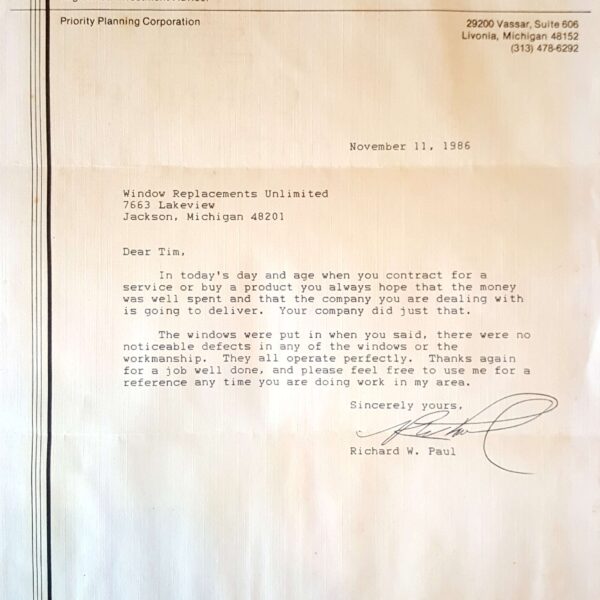 Priority Planning Corporation
29200 Vassar, Suite 606
Livonia, Michigan 48152
(313) 478-6292
November 11, 1986
Window Replacements Unlimited
7663 Lakeview
Jackson, Michigan 48201
Dear Tim,
In today's day and age when you contract for a
service or buy a product you always hope that the money
was well spent and that the company you are dealing with
is going to deliver. Your company did just that.
The windows were put in when you said, there were no
noticeable defects in any of the windows or the
workmanship. They all operate perfectly. Thanks again
for a job well done, and please feel free to use me for a
reference any time you are doing work in my area.
Sincerely yours,
Richard W. Paul